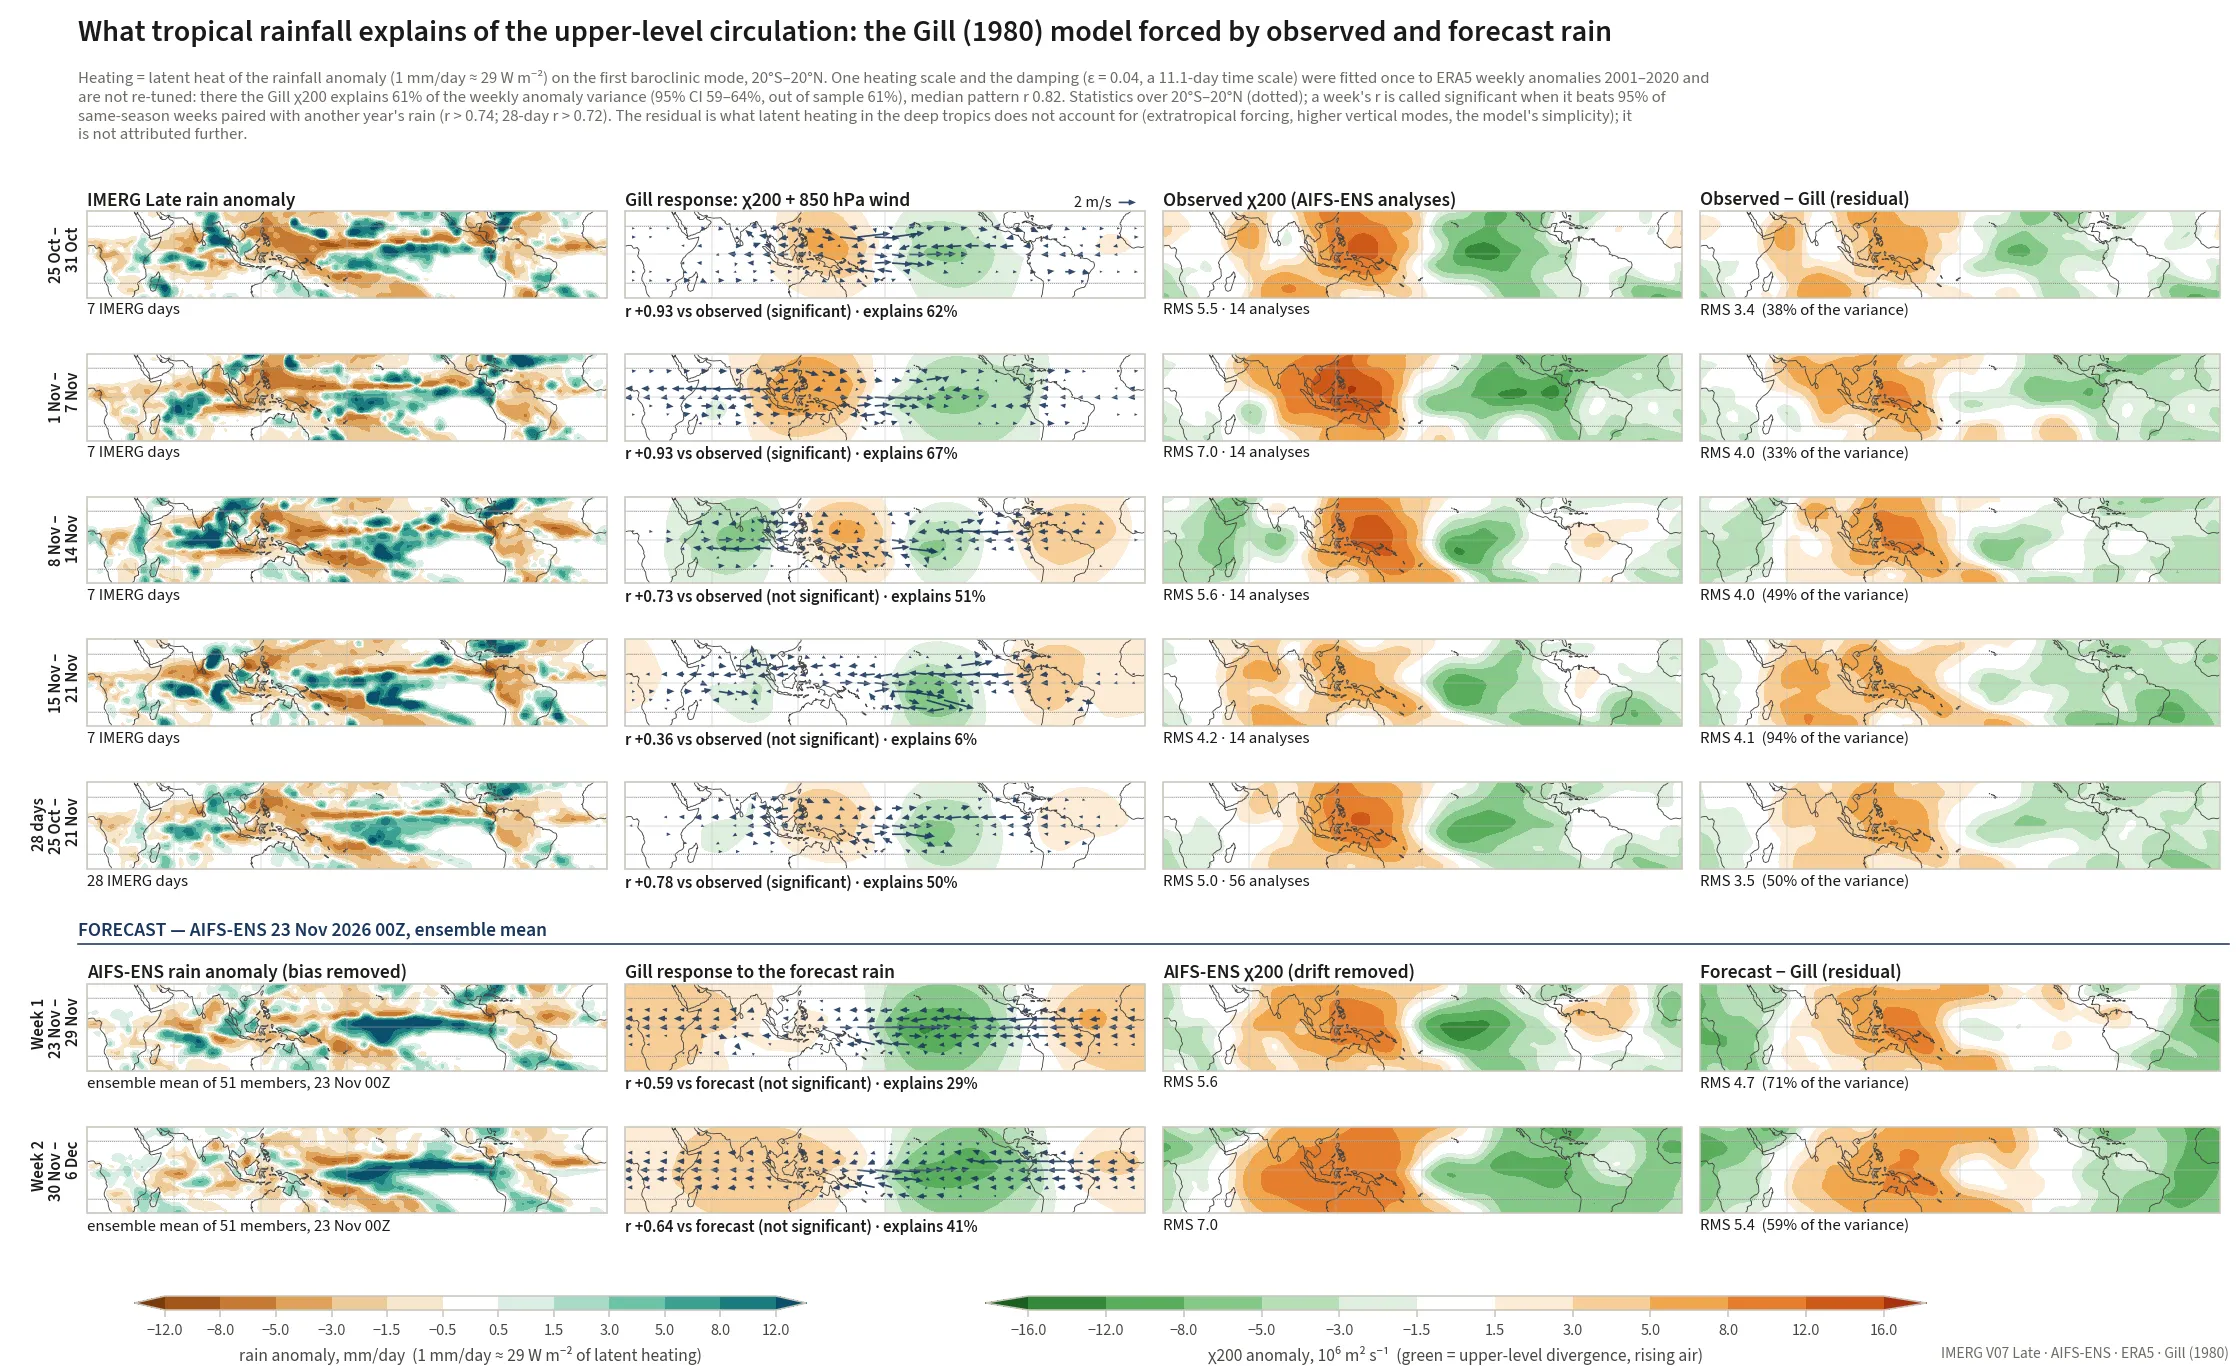 What tropical rainfall explains of the upper-level circulation: the Gill (1980) model forced by observed and forecast rain
Heating = latent heat of the rainfall anomaly (1 mm/day ≈ 29 W m⁻²) on the first baroclinic mode, 20°S–20°N. One heating scale and the damping (ε = 0.04, a 11.1-day time scale) were fitted once to ERA5 weekly anomalies 2001–2020 and
are not re-tuned: there the Gill χ200 explains 61% of the weekly anomaly variance (95% CI 59–64%, out of sample 61%), median pattern r 0.82. Statistics over 20°S–20°N (dotted); a week's r is called significant when it beats 95% of
same-season weeks paired with another year's rain (r > 0.74; 28-day r > 0.72). The residual is what latent heating in the deep tropics does not account for (extratropical forcing, higher vertical modes, the model's simplicity); it
is not attributed further.
IMERG Late rain anomaly
Gill response: χ200 + 850 hPa wind
2 m/s
Observed χ200 (AIFS-ENS analyses)
Observed − Gill (residual)
25 Oct –
31 Oct
7 IMERG days
r +0.93 vs observed (significant) · explains 62%
RMS 5.5 · 14 analyses
RMS 3.4 (38% of the variance)
1 Nov –
7 Nov
7 IMERG days
r +0.93 vs observed (significant) · explains 67%
RMS 7.0 · 14 analyses
RMS 4.0 (33% of the variance)
8 Nov –
14 Nov
7 IMERG days
r +0.73 vs observed (not significant) · explains 51%
RMS 5.6 · 14 analyses
RMS 4.0 (49% of the variance)
15 Nov –
21 Nov
7 IMERG days
r +0.36 vs observed (not significant) · explains 6%
RMS 4.2 · 14 analyses
RMS 4.1 (94% of the variance)
28 days
25 Oct –
21 Nov
28 IMERG days
r +0.78 vs observed (significant) · explains 50%
RMS 5.0 · 56 analyses
RMS 3.5 (50% of the variance)
FORECAST — AIFS-ENS 23 Nov 2026 00Z, ensemble mean
AIFS-ENS rain anomaly (bias removed)
Gill response to the forecast rain
AIFS-ENS χ200 (drift removed)
Forecast − Gill (residual)
Week 1
23 Nov –
29 Nov
ensemble mean of 51 members, 23 Nov 00Z
r +0.59 vs forecast (not significant) · explains 29%
RMS 5.6
RMS 4.7 (71% of the variance)
Week 2
30 Nov –
6 Dec
ensemble mean of 51 members, 23 Nov 00Z
r +0.64 vs forecast (not significant) · explains 41%
RMS 7.0
RMS 5.4 (59% of the variance)
−12.0 −8.0 −5.0 −3.0 −1.5 −0.5 0.5 1.5 3.0 5.0 8.0 12.0
rain anomaly, mm/day (1 mm/day ≈ 29 W m⁻² of latent heating)
−16.0 −12.0 −8.0 −5.0 −3.0 −1.5 1.5 3.0 5.0 8.0 12.0 16.0
χ200 anomaly, 10⁶ m² s⁻¹ (green = upper-level divergence, rising air)
IMERG V07 Late · AIFS-ENS · ERA5 · Gill (1980)